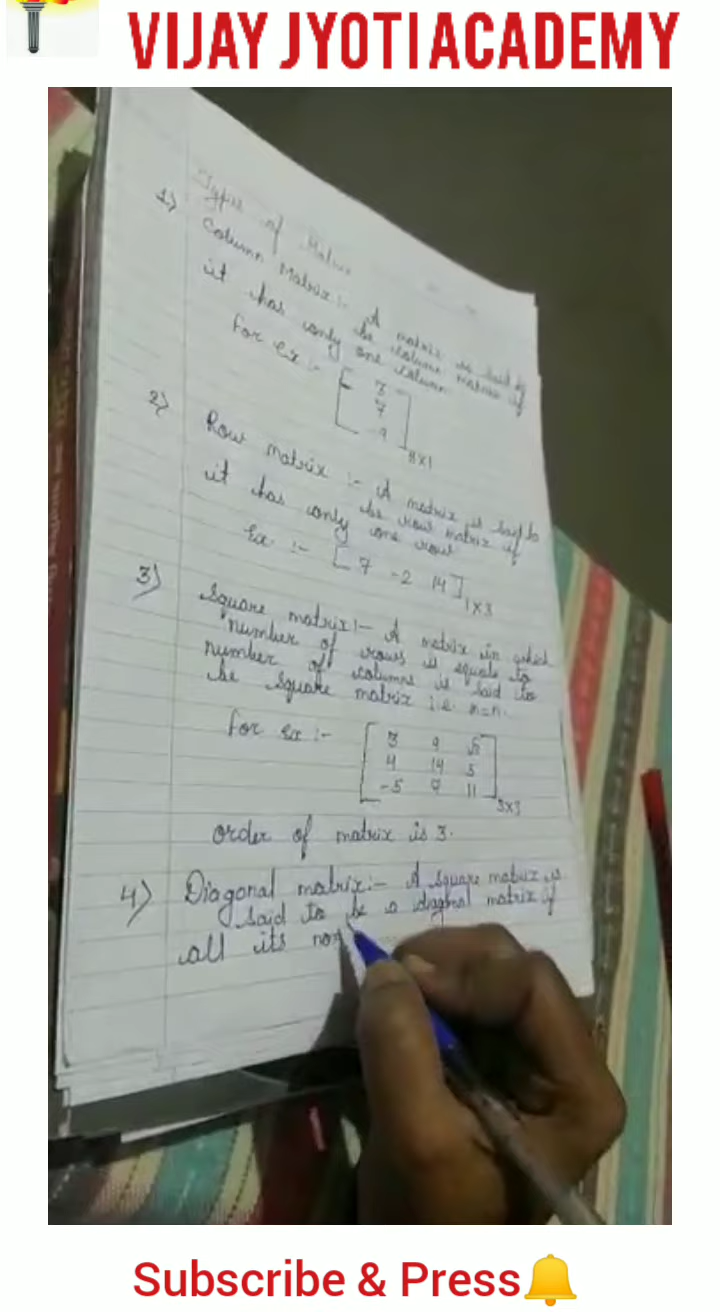 VIJAY JYOTI ACADEMY
Types of Matrix
1) Column Matrix :- A matrix is said to
be column matrix if
it has only one column
For ex :- [ 3
7
9 ] 3×1
2) Row matrix :- A matrix is said to
be row matrix if
it has only one row
Ex :- [ 7 -2 14 ] 1×3
3) Square matrix :- A matrix in which
number of rows is equals to
number of columns is said to
be square matrix i.e. m=n.
For ex :- [ 3 9 √5
4 14 5
-5 7 11 ] 3×3
order of matrix is 3.
4) Diagonal matrix :- A square matrix is
said to be a diagonal matrix if
all its non
Subscribe & Press